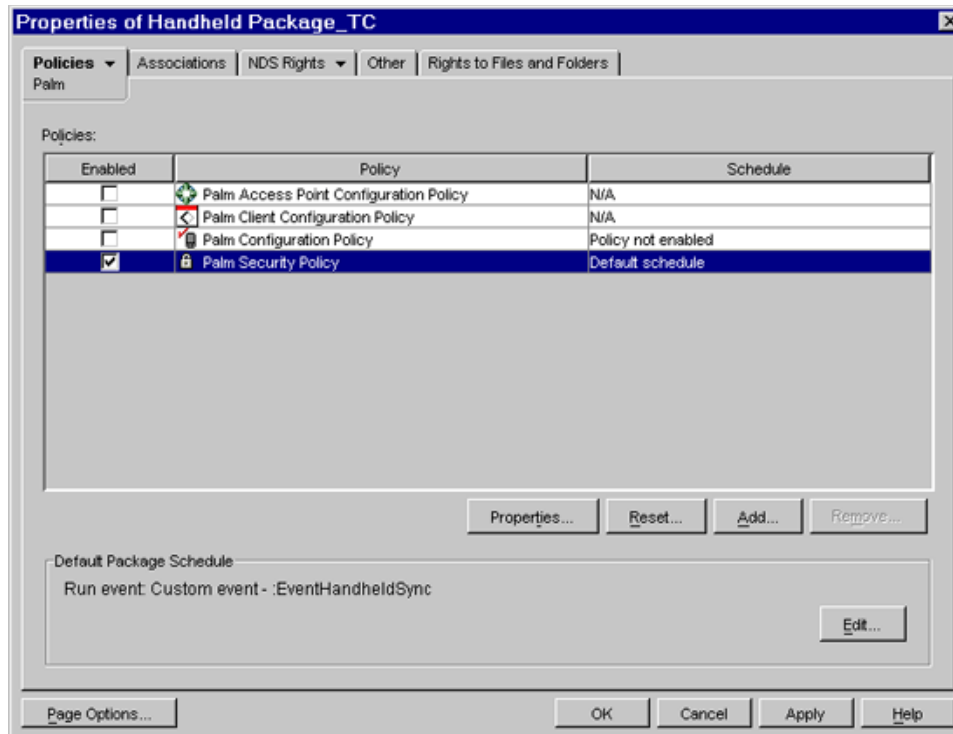 Properties of Handheld Package_TC
Policies Associations NDS Rights Other Rights to Files and Folders
Palm
Policies:
Enabled Policy Schedule
Palm Access Point Configuration Policy N/A
Palm Client Configuration Policy N/A
Palm Configuration Policy Policy not enabled
Palm Security Policy Default schedule
Properties... Reset... Add... Remove...
Default Package Schedule
Run event: Custom event - :EventHandheldSync
Edit...
Page Options... OK Cancel Apply Help